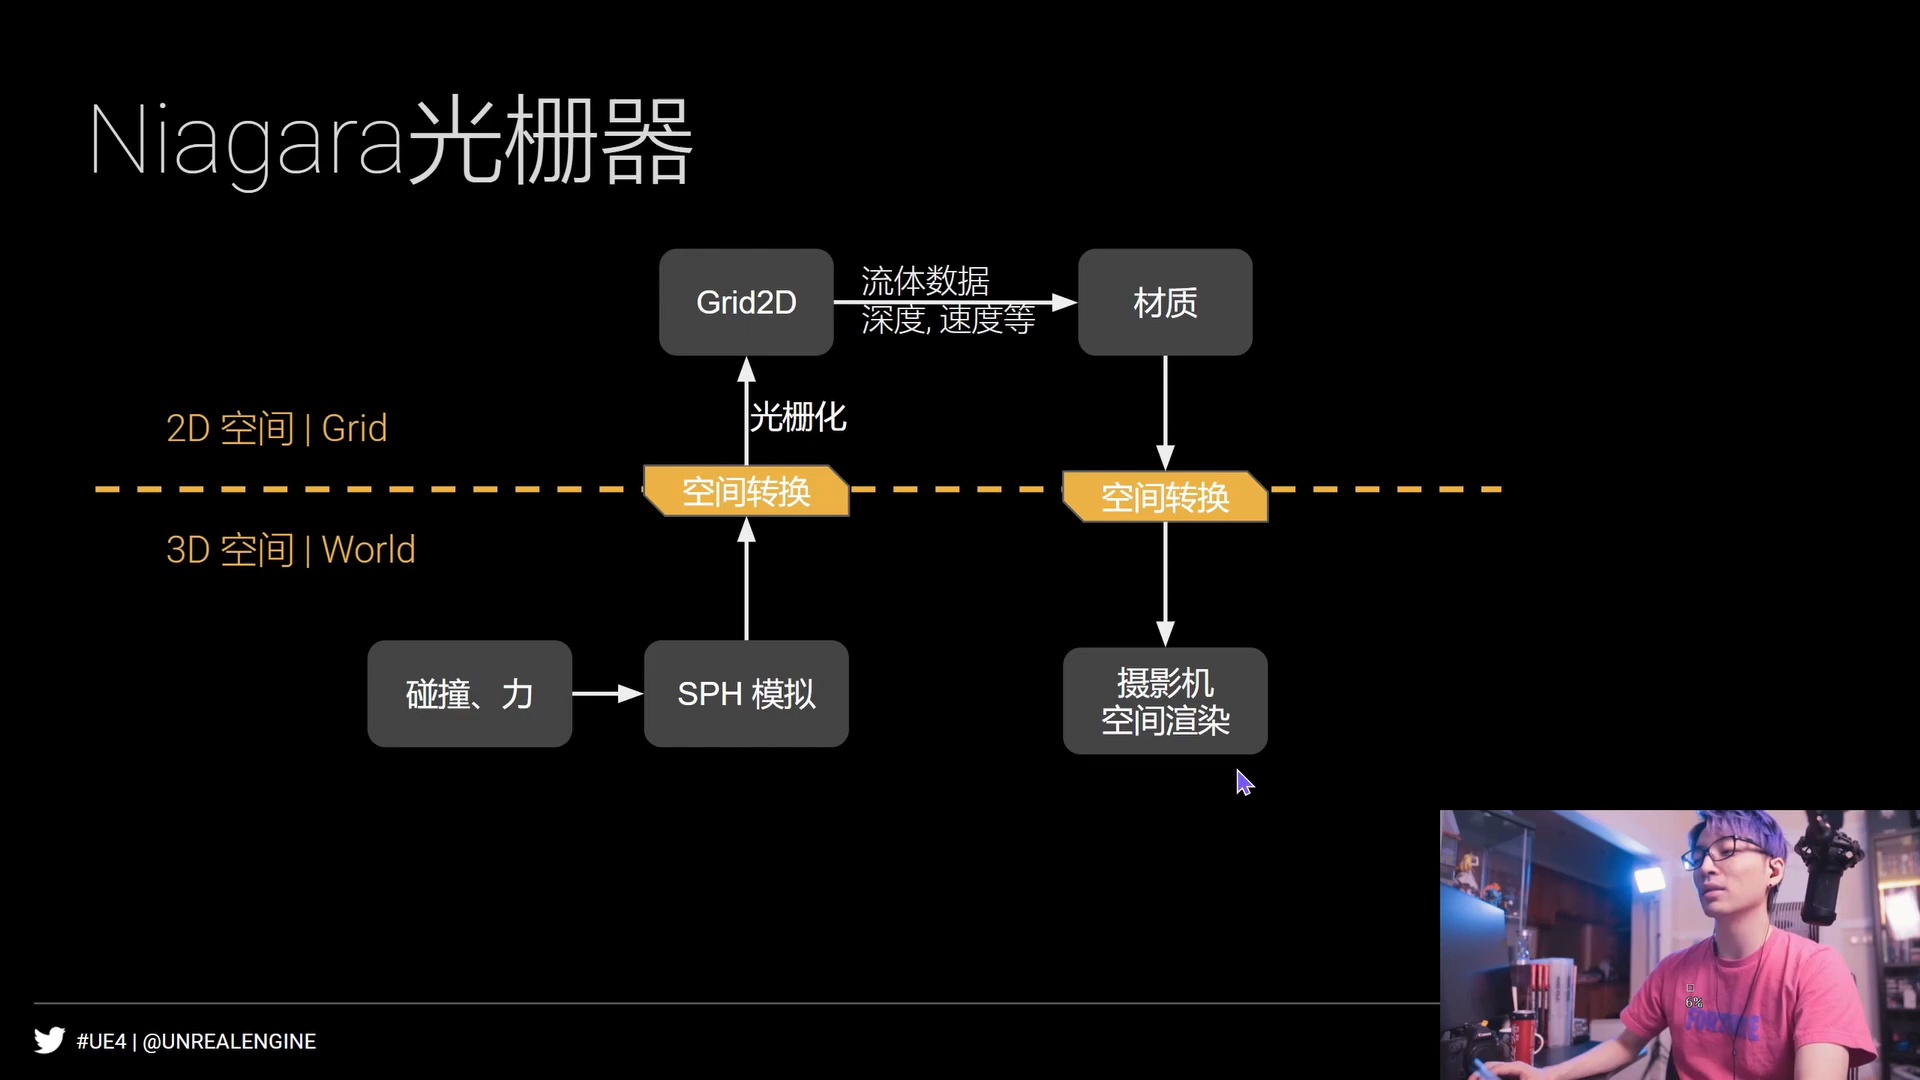 Niagara光栅器
Grid2D
流体数据
深度, 速度等
材质
光栅化
2D 空间 | Grid
空间转换
空间转换
3D 空间 | World
碰撞、力
SPH 模拟
摄影机
空间渲染
6%
#UE4 | @UNREALENGINE